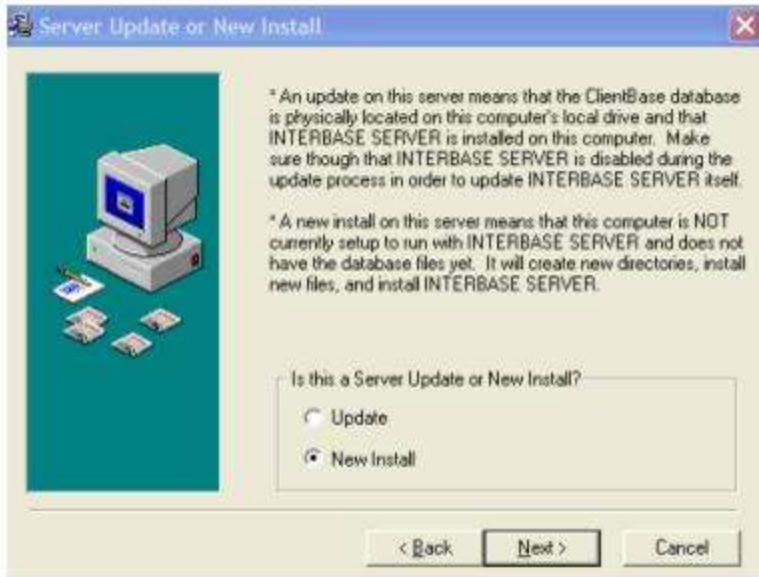 Server Update or New Install
* An update on this server means that the ClientBase database
is physically located on this computer's local drive and that
INTERBASE SERVER is installed on this computer. Make
sure though that INTERBASE SERVER is disabled during the
update process in order to update INTERBASE SERVER itself.
* A new install on this server means that this computer is NOT
currently setup to run with INTERBASE SERVER and does not
have the database files yet. It will create new directories, install
new files, and install INTERBASE SERVER.
Is this a Server Update or New Install?
Update
New Install
< Back
Next >
Cancel